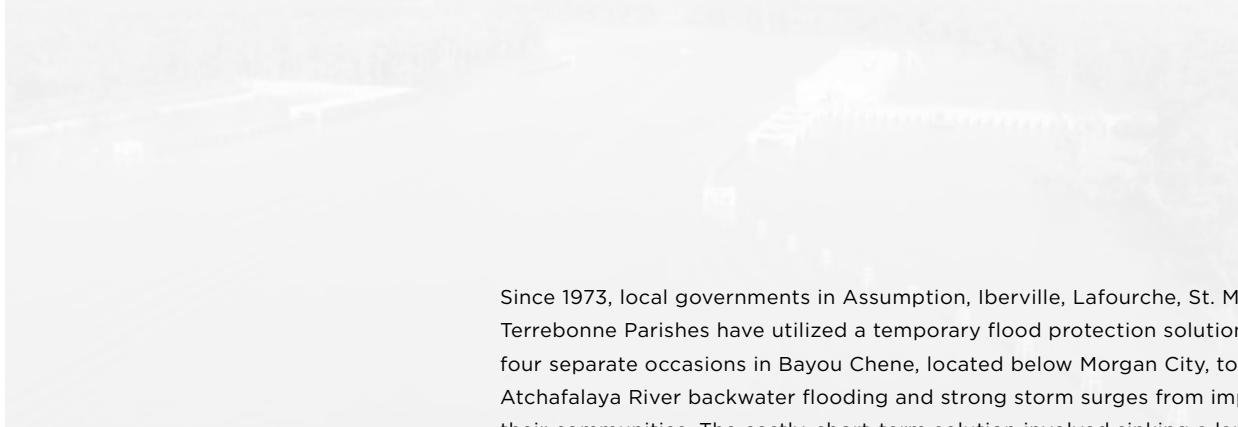 Since 1973, local governments in Assumption, Iberville, Lafourche, St.
Terrebonne Parishes have utilized a temporary flood protection
four separate occasions in Bayou Chene, located below Morgan City, to
Atchafalaya River backwater flooding and strong storm surges from